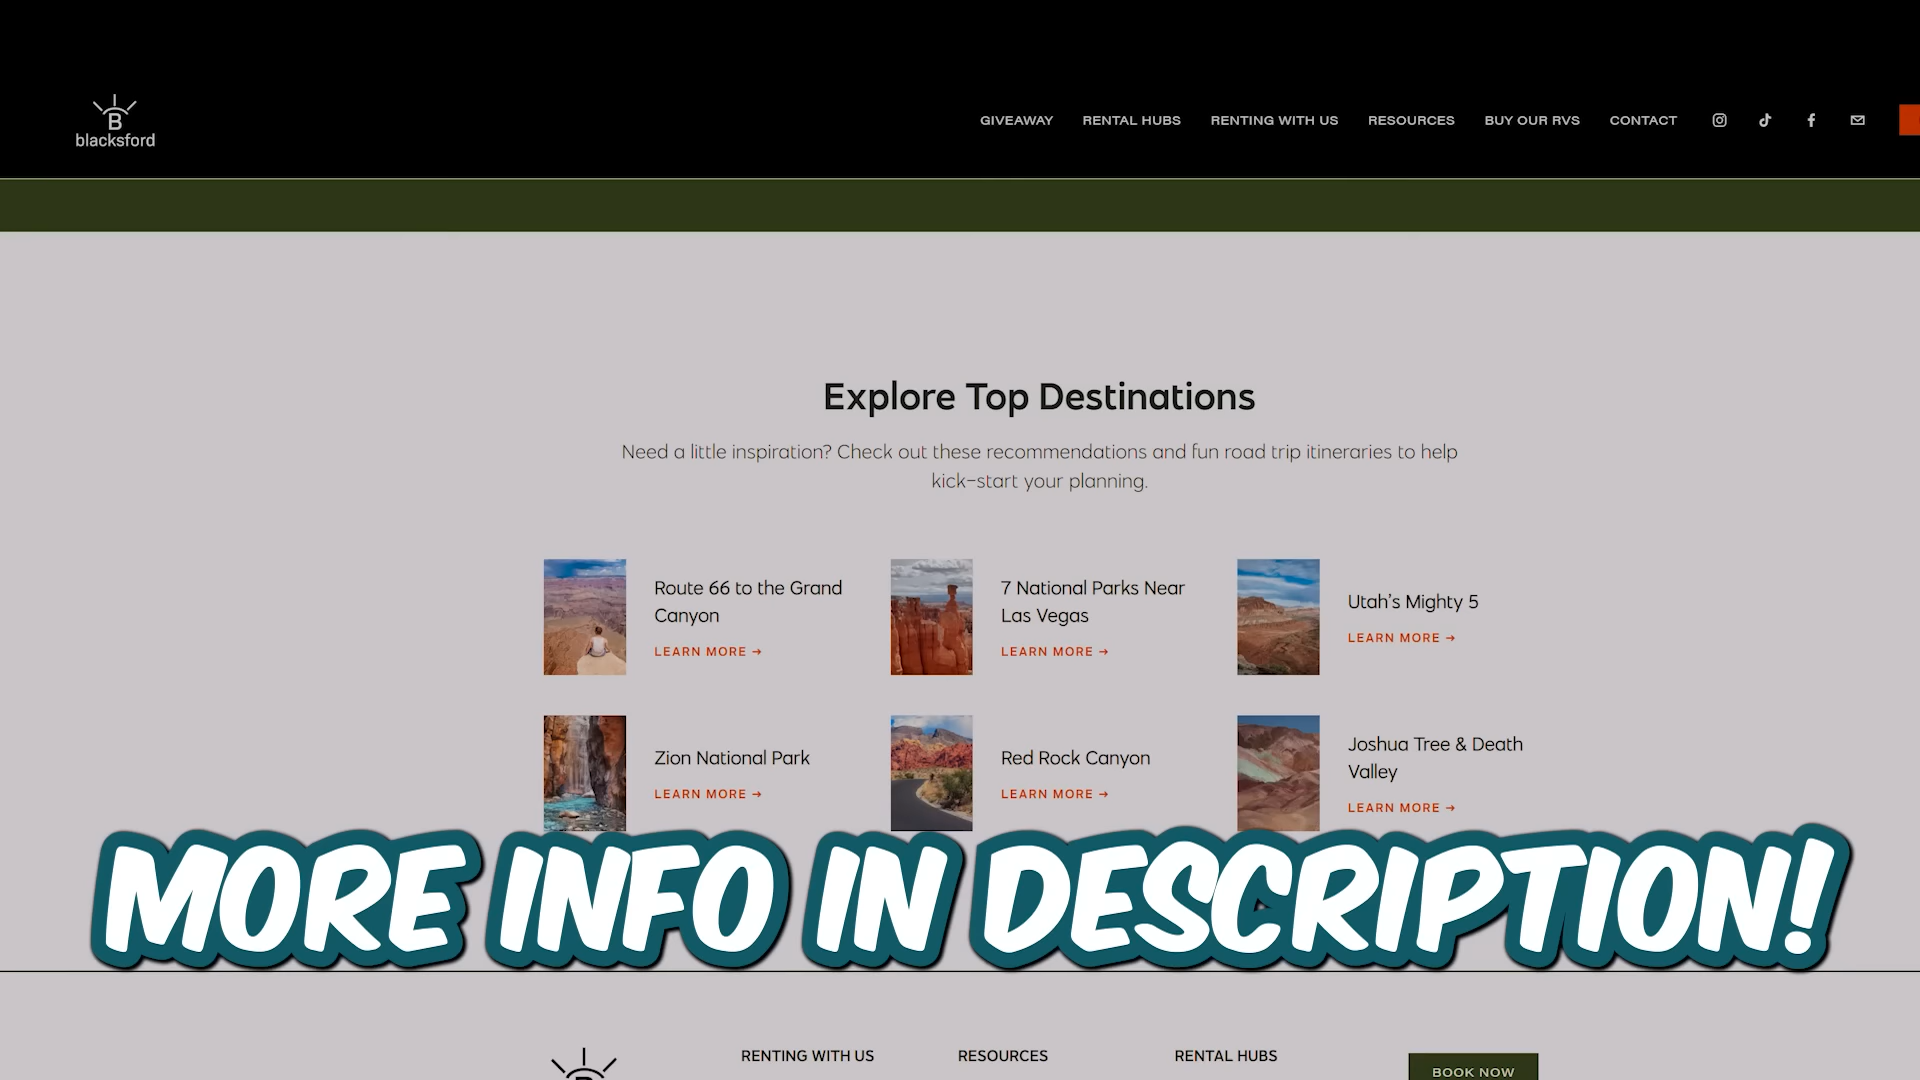 B
blacksford
GIVEAWAY RENTAL HUBS RENTING WITH US RESOURCES BUY OUR RVS CONTACT
Explore Top Destinations
Need a little inspiration? Check out these recommendations and fun road trip itineraries to help
kick-start your planning.
Route 66 to the Grand
Canyon
LEARN MORE →
7 National Parks Near
Las Vegas
LEARN MORE →
Utah's Mighty 5
LEARN MORE →
Zion National Park
LEARN MORE →
Red Rock Canyon
LEARN MORE →
Joshua Tree & Death
Valley
LEARN MORE →
MORE INFO IN DESCRIPTION!
RENTING WITH US RESOURCES RENTAL HUBS
BOOK NOW